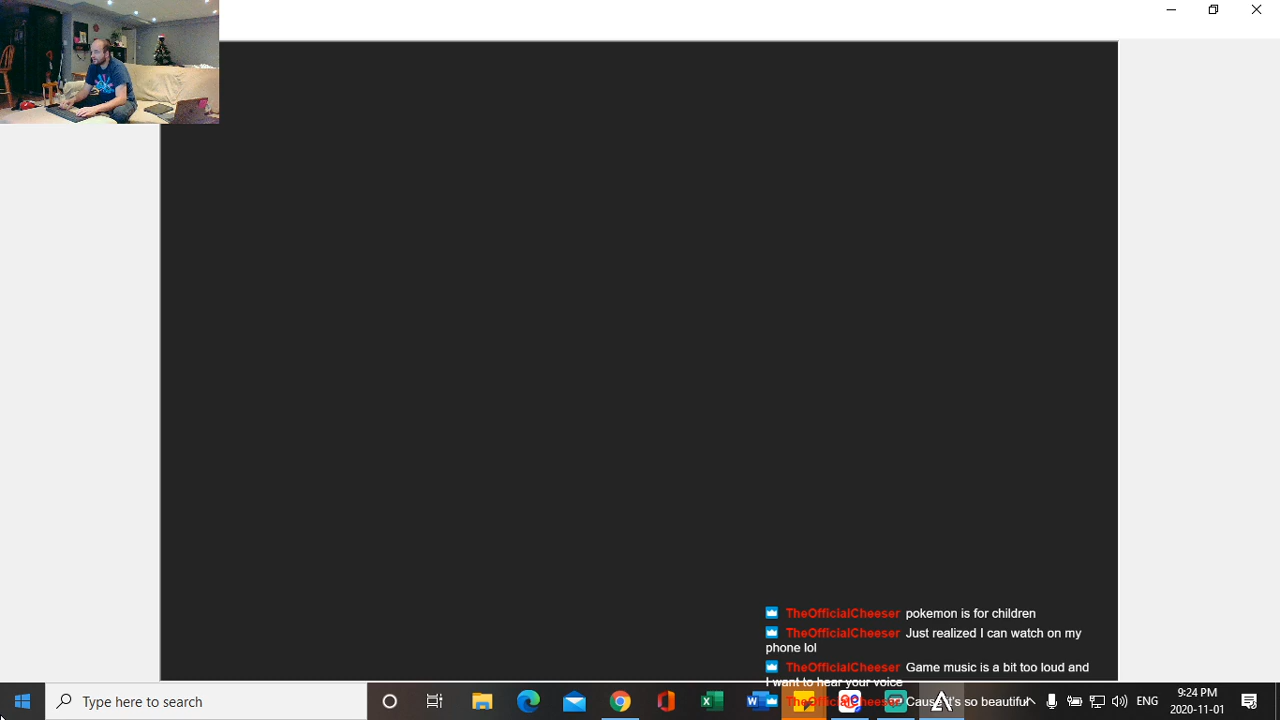 TheOfficialCheeser pokemon is for children
TheOfficialCheeser Just realized I can watch on my
phone lol
TheOfficialCheeser Game music is a bit too loud and
I want to hear your voice
TheOfficialCheeser Cause it's so beautiful
Type here to search
ENG
9:24 PM
2020-11-01